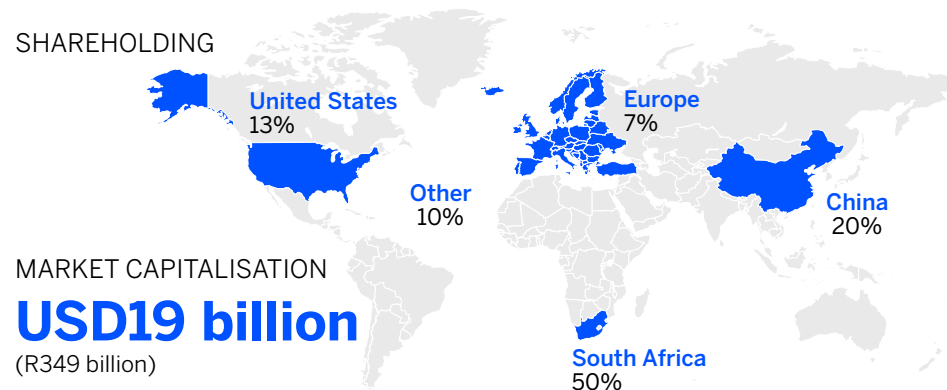 SHAREHOLDING
United States
13%
Europe
7%
Other
10%
China
20%
MARKET CAPITALISATION
USD19 billion
(R349 billion)
South Africa
50%